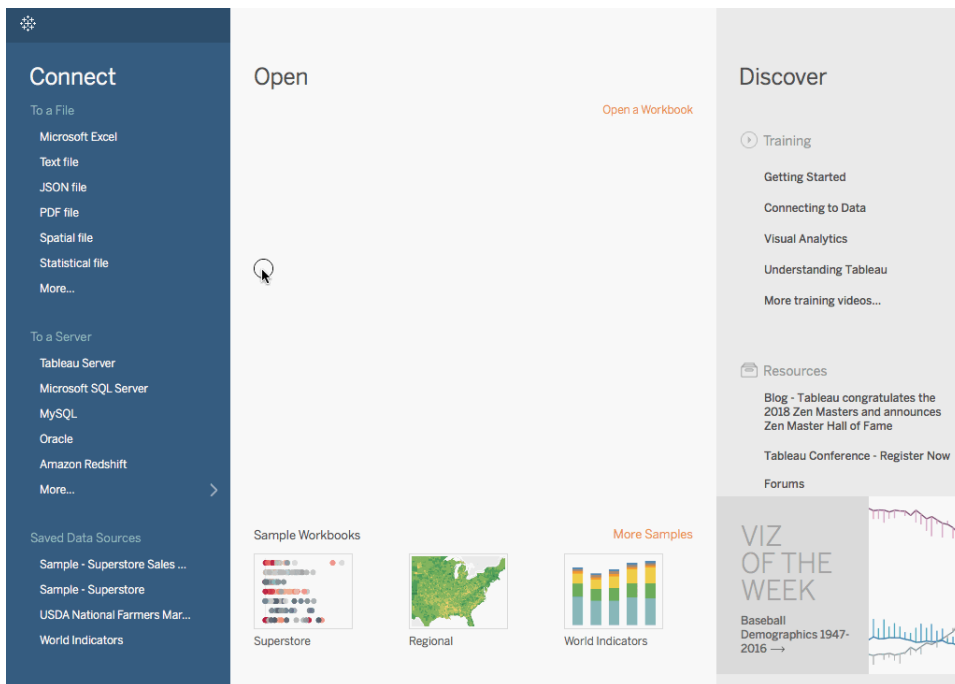 Connect
To a File
Microsoft Excel
Text file
JSON file
PDF file
Spatial file
Statistical file
More...
To a Server
Tableau Server
Microsoft SQL Server
MySQL
Oracle
Amazon Redshift
More...
Saved Data Sources
Sample - Superstore Sales ...
Sample - Superstore
USDA National Farmers Mar...
World Indicators
Open
Open a Workbook
Sample Workbooks
More Samples
Superstore
Regional
World Indicators
Discover
Training
Getting Started
Connecting to Data
Visual Analytics
Understanding Tableau
More training videos...
Resources
Blog - Tableau congratulates the
2018 Zen Masters and announces
Zen Master Hall of Fame
Tableau Conference - Register Now
Forums
VIZ
OF THE
WEEK
Baseball
Demographics 1947-
2016 →